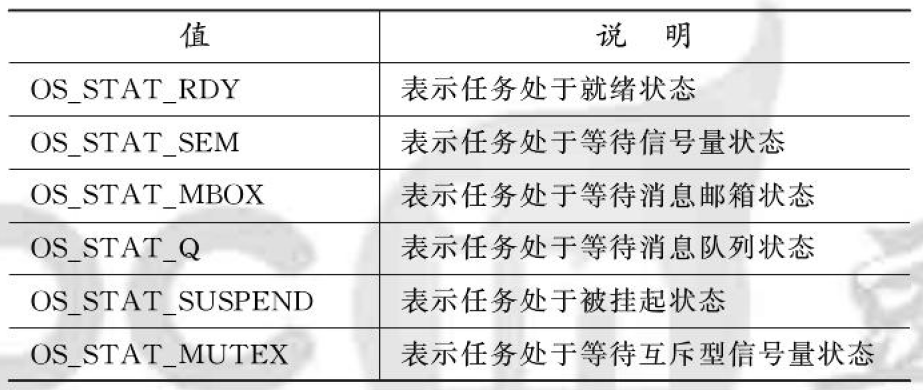 值 说 明
OS_STAT_RDY 表示任务处于就绪状态
OS_STAT_SEM 表示任务处于等待信号量状态
OS_STAT_MBOX 表示任务处于等待消息邮箱状态
OS_STAT_Q 表示任务处于等待消息队列状态
OS_STAT_SUSPEND 表示任务处于被挂起状态
OS_STAT_MUTEX 表示任务处于等待互斥型信号量状态